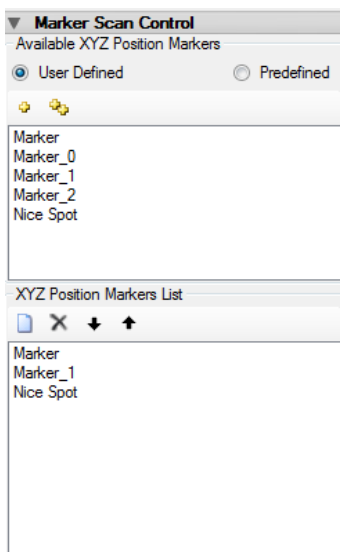 Marker Scan Control
Available XYZ Position Markers
User Defined Predefined
Marker
Marker_0
Marker_1
Marker_2
Nice Spot
XYZ Position Markers List
Marker
Marker_1
Nice Spot